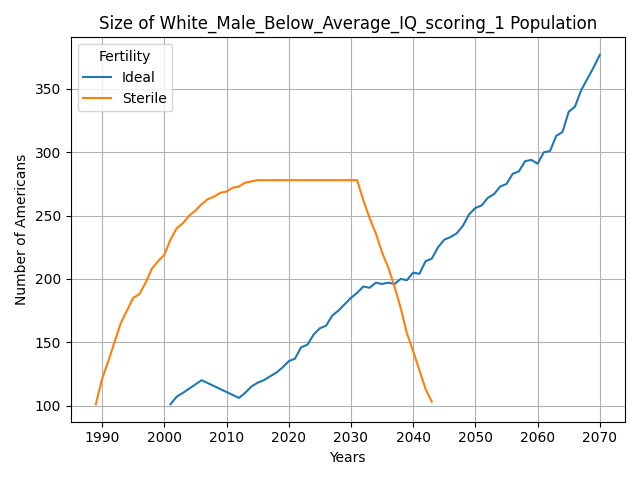 Size of White_Male_Below_Average_IQ_scoring_1 Population
Fertility
Ideal
Sterile
Number of Americans
350
300
250
200
150
100
1990 2000 2010 2020 2030 2040 2050 2060 2070
Years